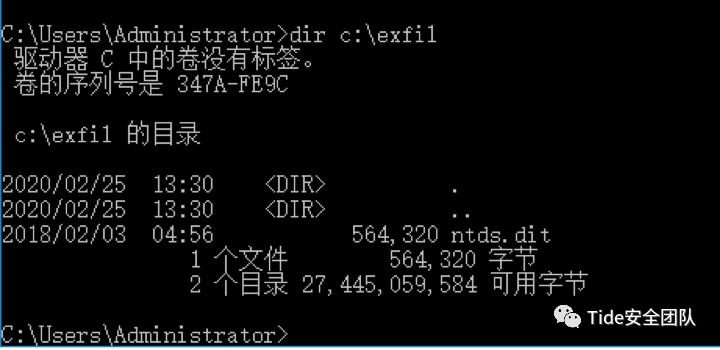 C:\Users\Administrator>dir c:\exfil
驱动器 C 中的卷没有标签。
卷的序列号是 347A-FE9C
c:\exfil 的目录
2020/02/25  13:30    <DIR>          .
2020/02/25  13:30    <DIR>          ..
2018/02/03  04:56           564,320 ntds.dit
1 个文件        564,320 字节
2 个目录 27,445,059,584 可用字节
C:\Users\Administrator>
Tide安全团队